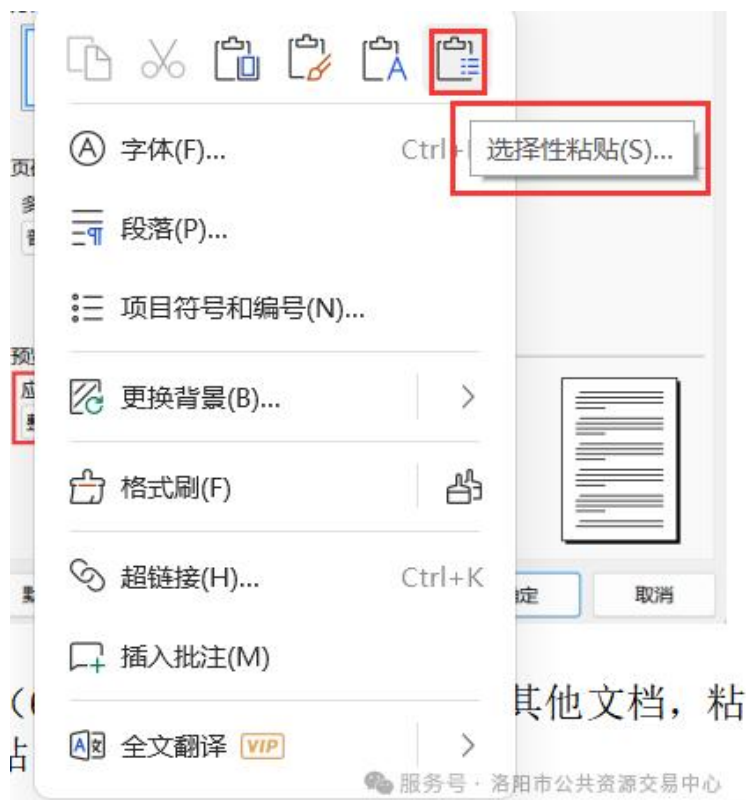 字体(F)...
Ctrl+
选择性粘贴(S)...
段落(P)...
项目符号和编号(N)...
更换背景(B)...
格式刷(F)
超链接(H)...
Ctrl+K
取消
插入批注(M)
其他文档，粘
全文翻译
VIP
服务号 · 洛阳市公共资源交易中心